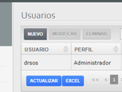 Usuarios
NUEVO MODIFICAR ELIMINAR
USUARIO PERFIL
drsos Administrador
ACTUALIZAR EXCEL 1